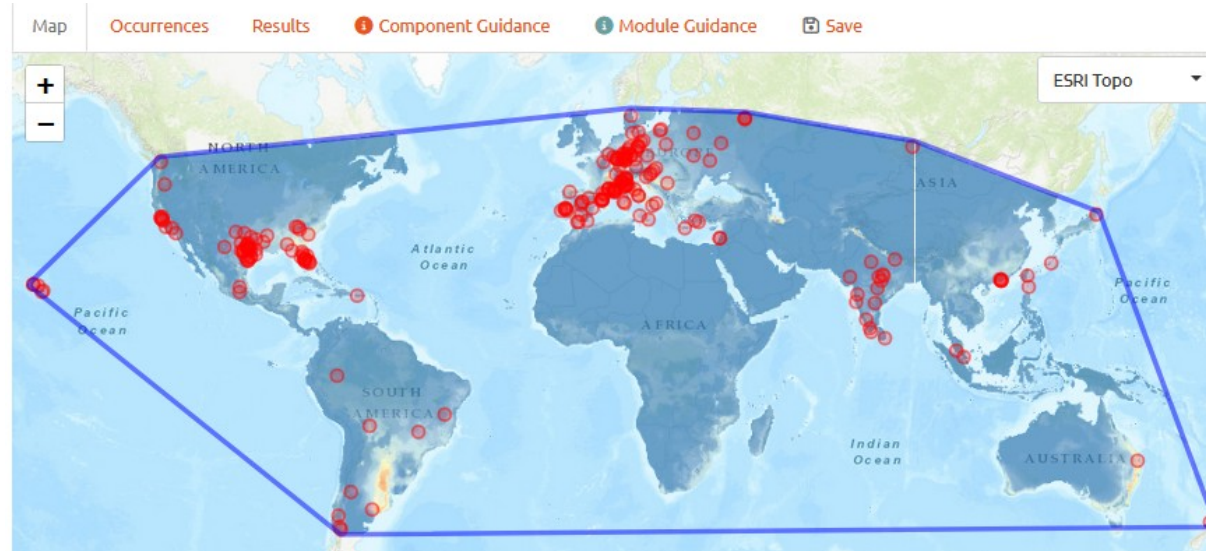 Map Occurrences Results Component Guidance Module Guidance Save
+
−
ESRI Topo
NORTH
AMERICA
EUROPE
ASIA
Atlantic
Ocean
Pacific
Ocean
Pacific
Ocean
AFRICA
SOUTH
AMERICA
Indian
Ocean
AUSTRALIA